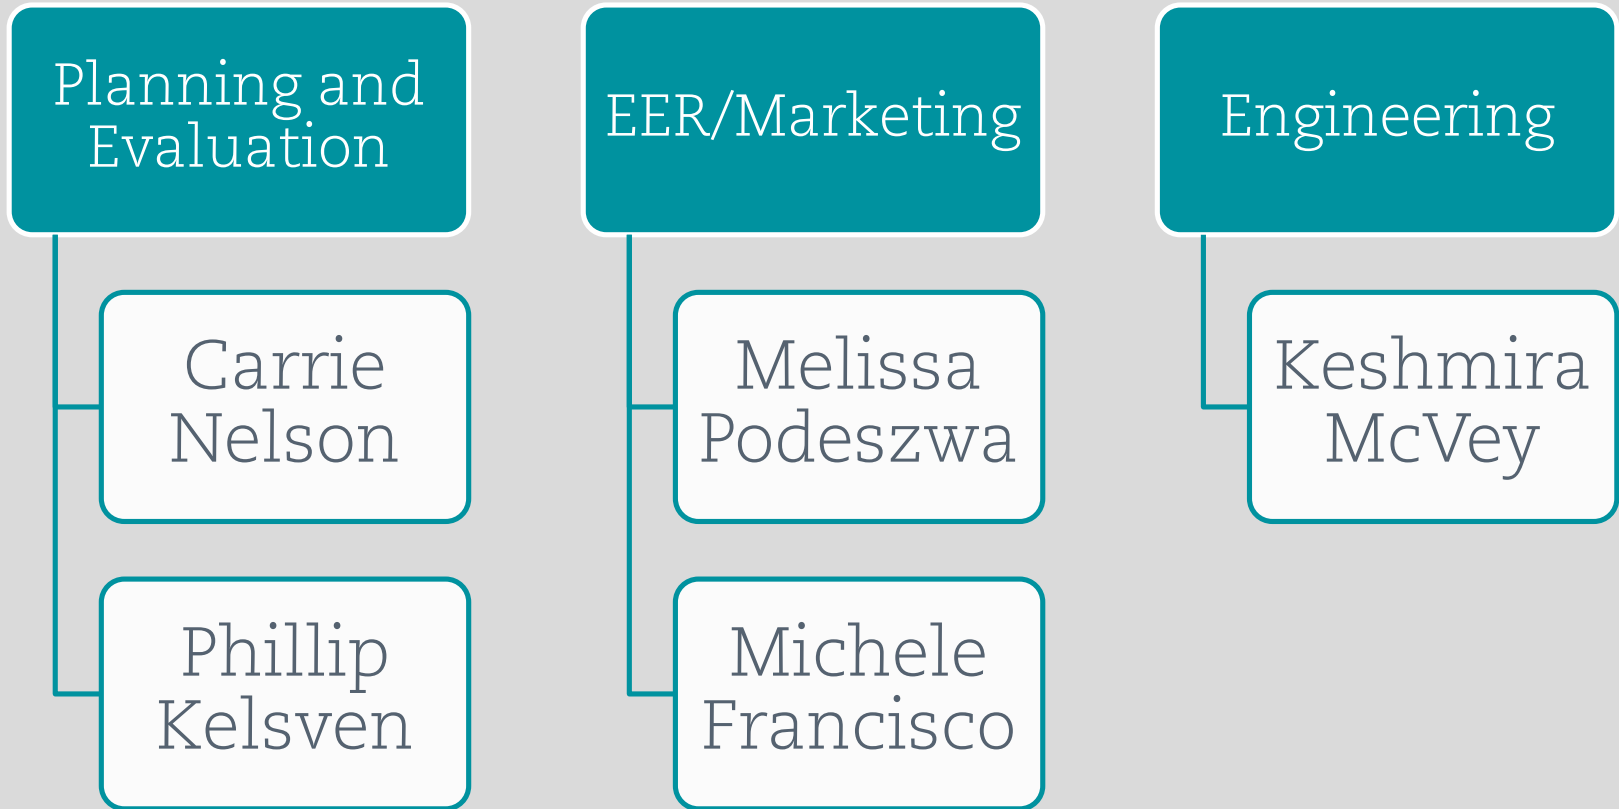 Planning and
Evaluation
Carrie
Nelson
Phillip
Kelsven
EER/Marketing
Melissa
Podeszwa
Michele
Francisco
Engineering
Keshmira
McVey